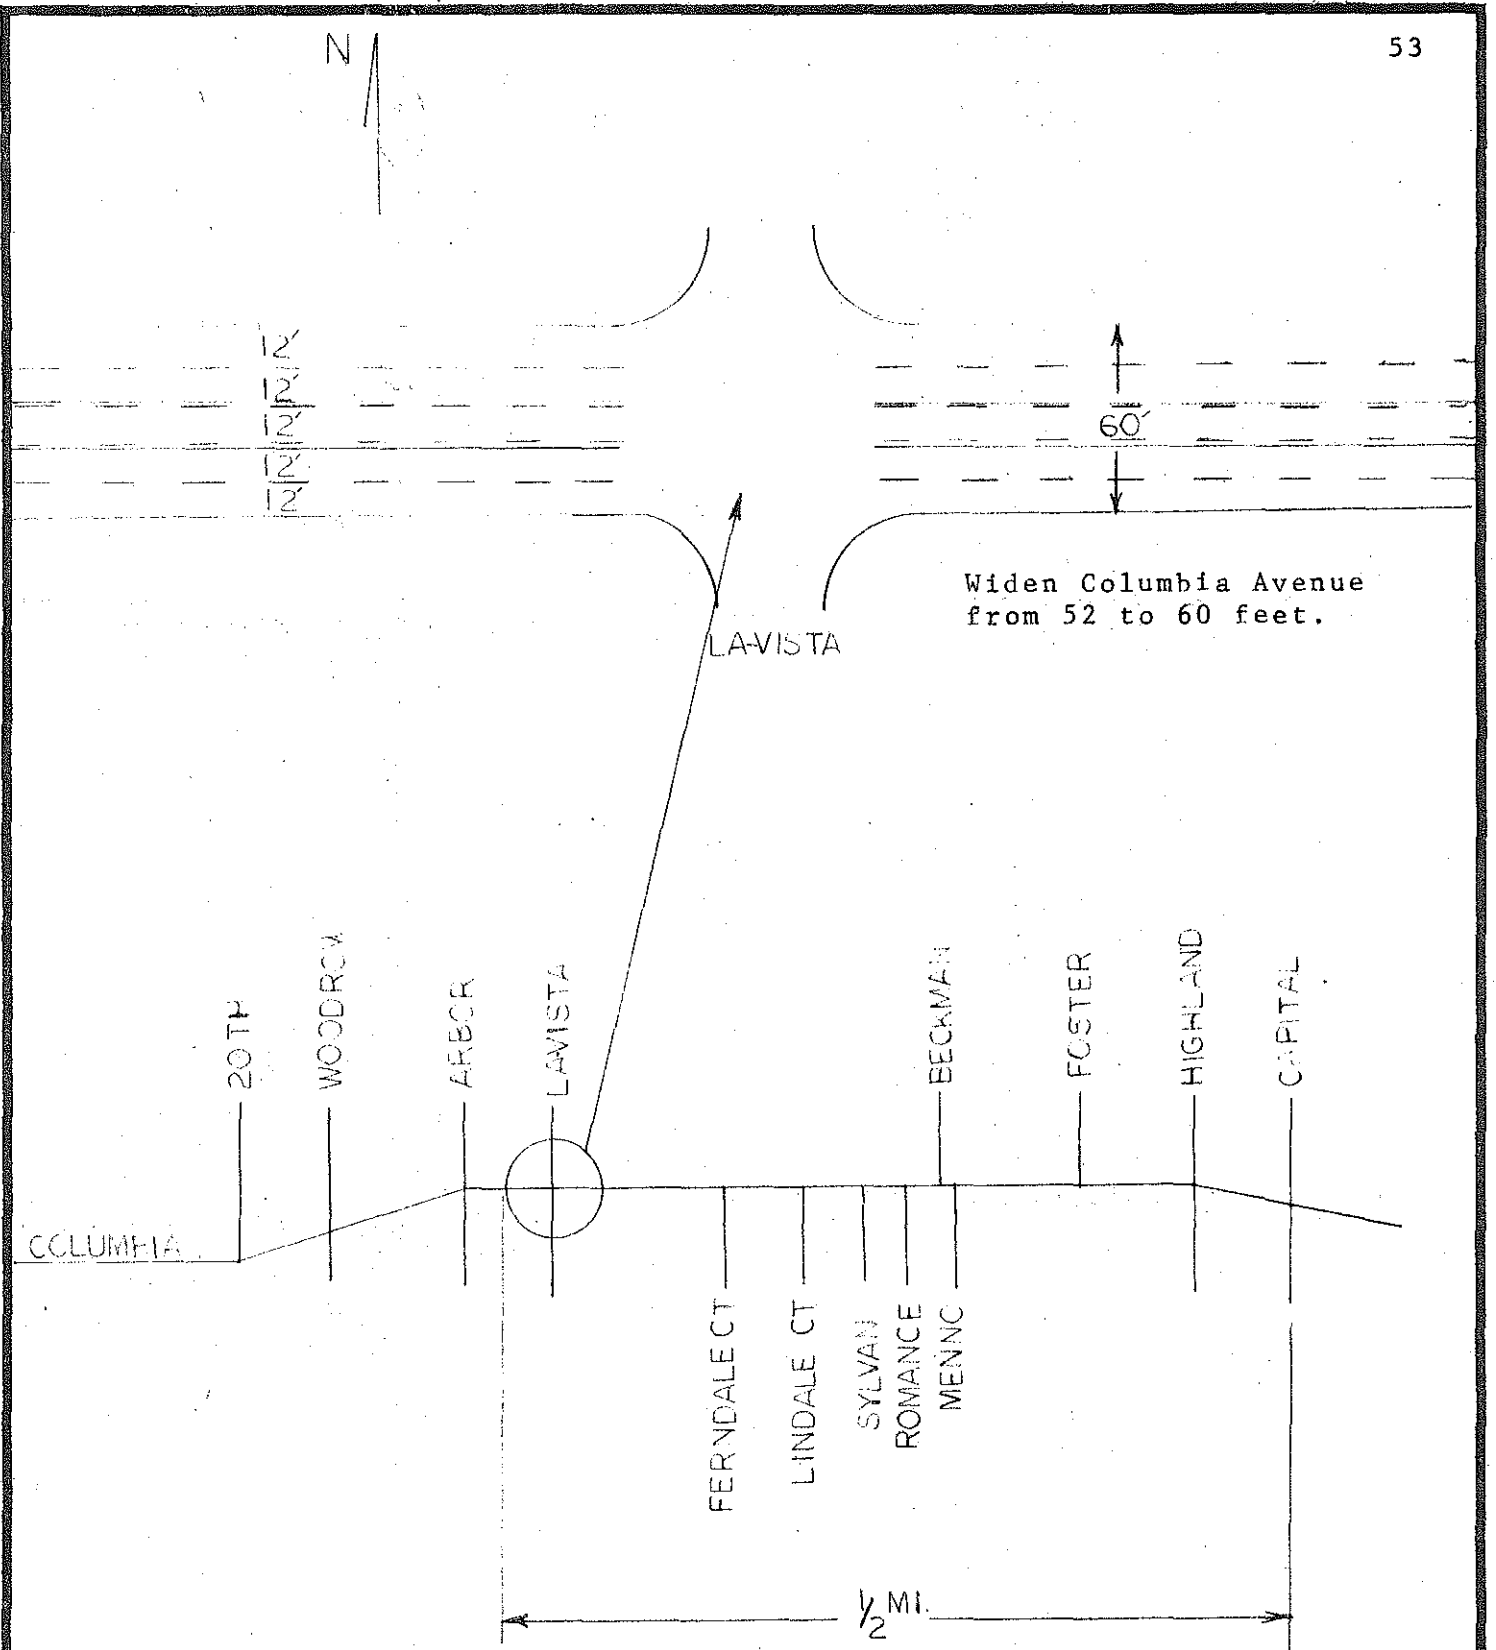 53
N
12'
12'
12'
12'
12'
60'
Widen Columbia Avenue
from 52 to 60 feet.
LA-VISTA
20TH
WOODROW
ARBOR
LAVISTA
BECKMAN
FOSTER
HIGHLAND
CAPITAL
COLUMBIA
FERNDALE CT
LINDALE CT
SYLVAN
ROMANCE
MENNO
1/2 MI.